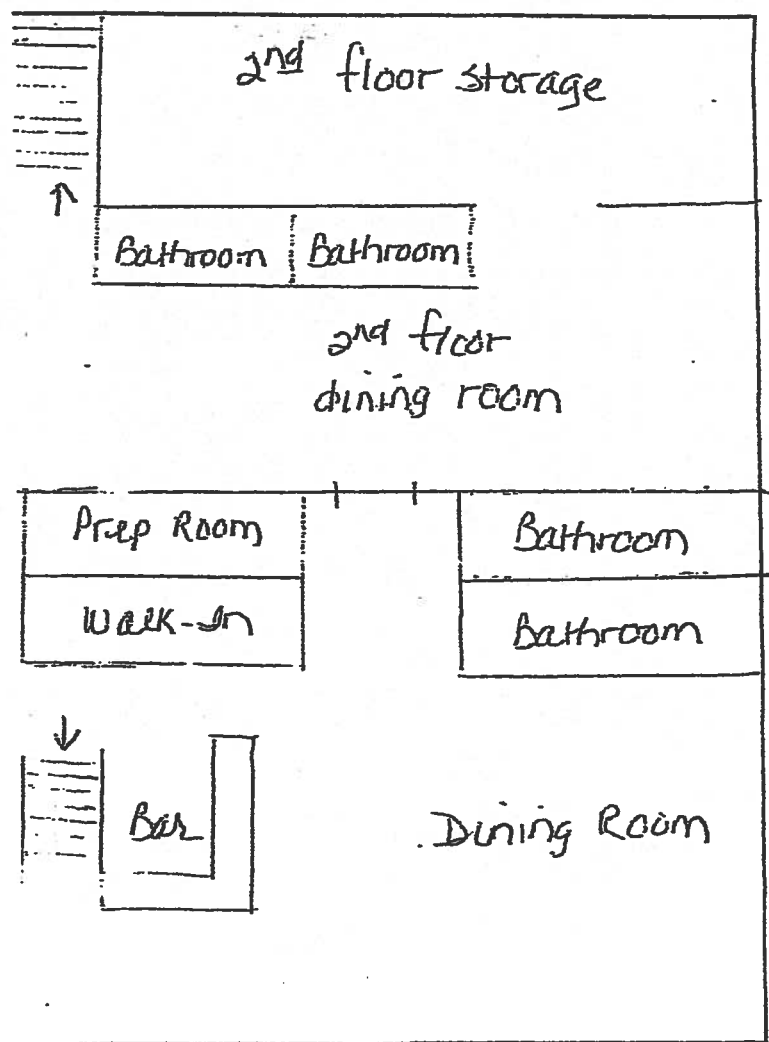 2nd floor storage
Bathroom Bathroom
2nd floor
dining room
Prep Room
Bathroom
Walk-In
Bathroom
Bar
Dining Room